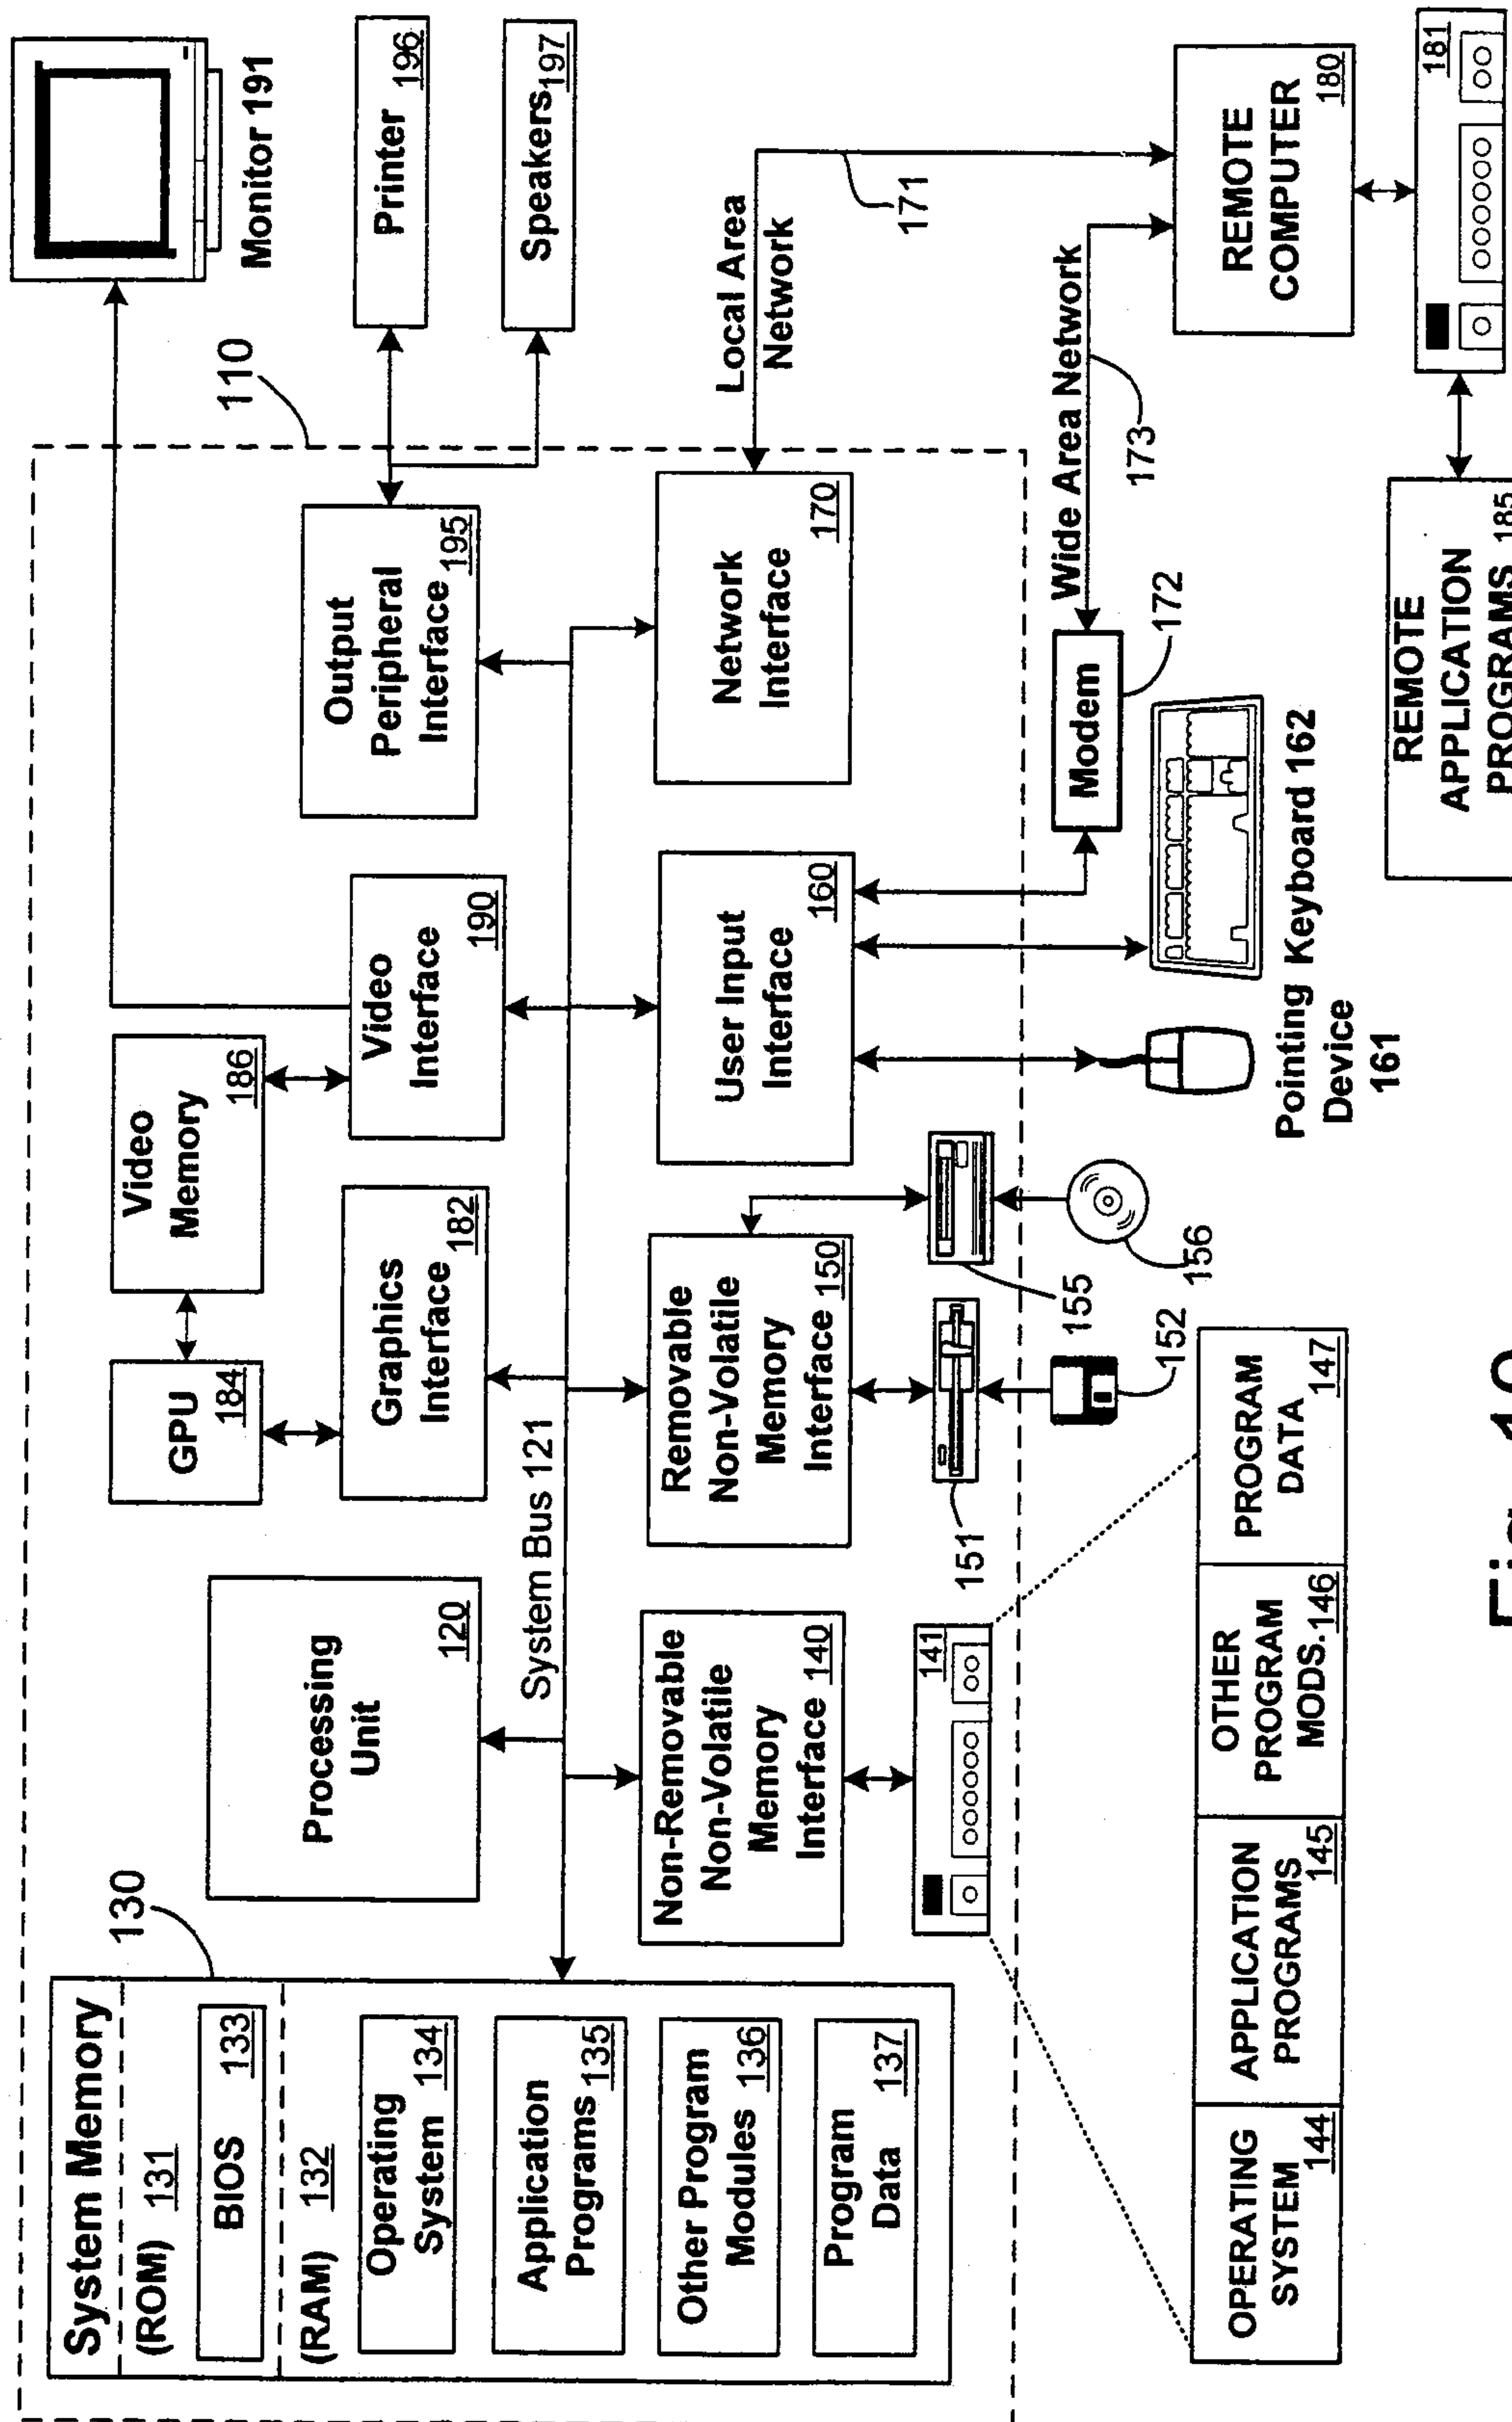 System Memory
(ROM) 131
BIOS 133
(RAM) 132
Operating
System 134
Application
Programs 135
Other Program
Modules 136
Program
Data 137
130
Processing
Unit
120
GPU
184
Video
Memory
186
Graphics
Interface
182
Video
Interface
190
Output
Peripheral
Interface 195
110
Monitor 191
Printer
196
Speakers 197
System Bus 121
Non-Removable
Non-Volatile
Memory
Interface 140
Removable
Non-Volatile
Memory
Interface 150
User Input
Interface
160
Network
Interface
170
Local Area
Network
171
141
151
155
152
156
Wide Area Network
173
Modem
172
Pointing
Device
161
Keyboard 162
REMOTE
COMPUTER
180
181
OPERATING
SYSTEM 144
APPLICATION
PROGRAMS 145
OTHER
PROGRAM
MODS. 146
PROGRAM
DATA
147
REMOTE
APPLICATION
PROGRAMS 185